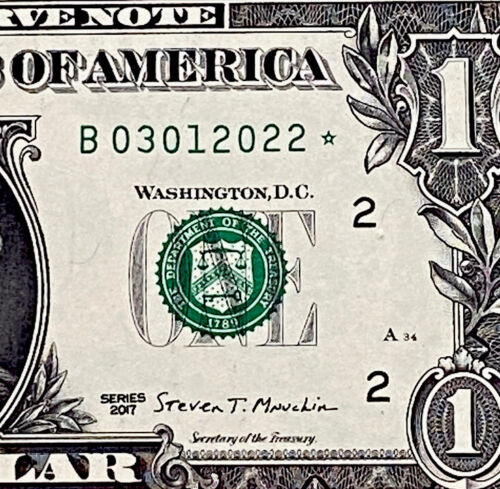 RVE NOTE
OF AMERICA
B 03012022 ☆
WASHINGTON, D.C.
1
2
ONE
THE DEPARTMENT OF THE TREASURY
1789
A 34
2
SERIES
2017
Steven T. Mnuchin
Secretary of the Treasury.
1
LAR